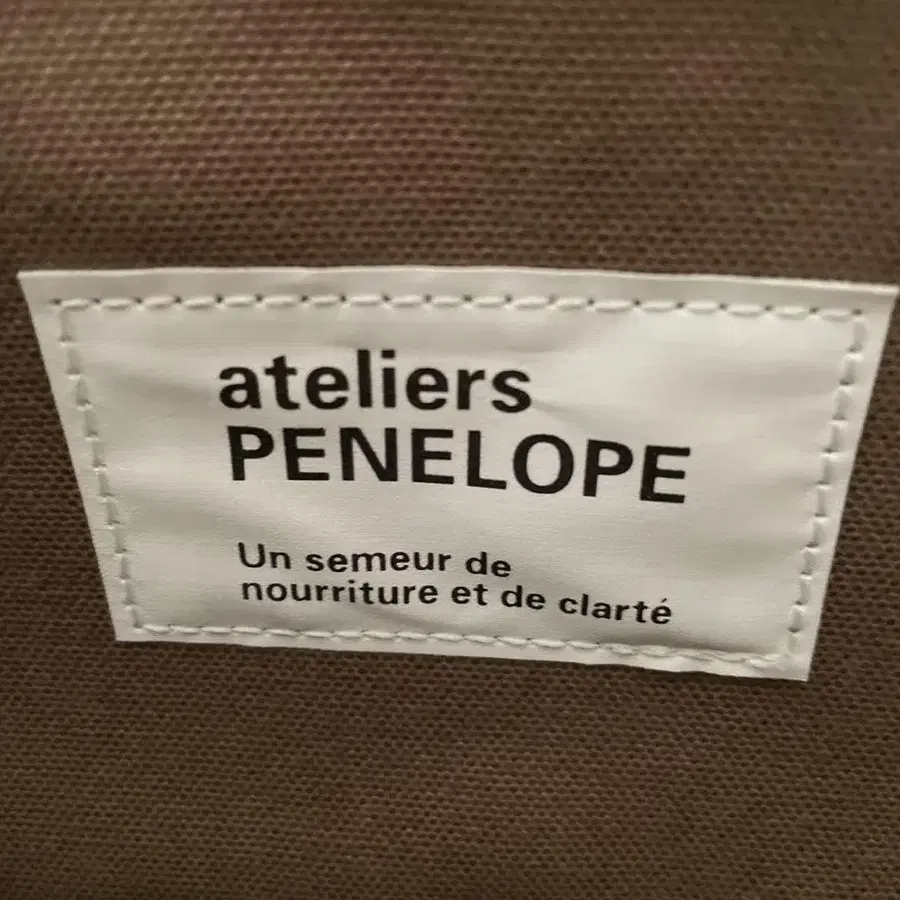 ateliers
PENELOPE
Un semeur de
nourriture et de clarté